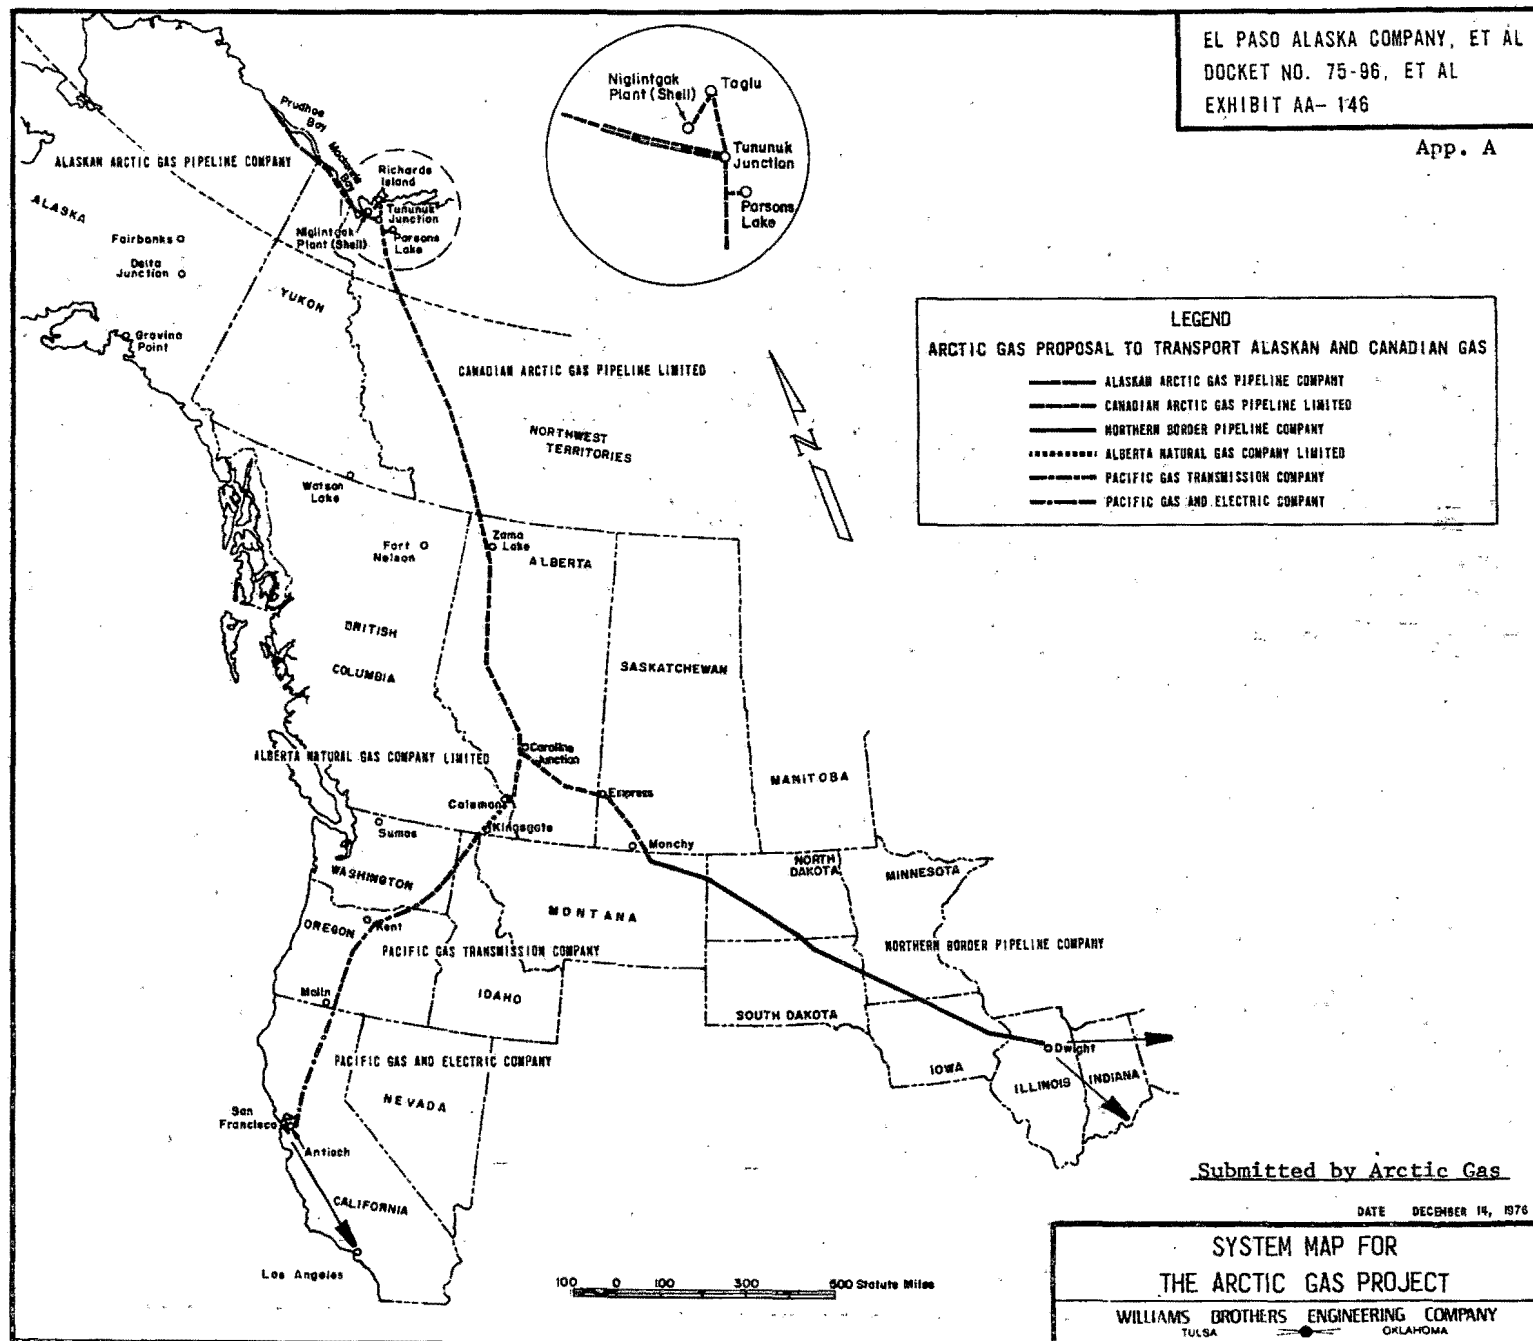 EL PASO ALASKA COMPANY, ET AL
DOCKET NO. 75-96, ET AL
EXHIBIT AA- 146
App. A
Niglintgak
Plant (Shell)
Taglu
Tununuk
Junction
Parsons
Lake
Prudhoe
Bay
Mackenzie
Bay
ALASKAN ARCTIC GAS PIPELINE COMPANY
Richards
Island
Tununuk
Junction
Niglintgak
Plant (Shell)
Parsons
Lake
ALASKA
Fairbanks
Delta
Junction
YUKON
Gravina
Point
LEGEND
ARCTIC GAS PROPOSAL TO TRANSPORT ALASKAN AND CANADIAN GAS
ALASKAN ARCTIC GAS PIPELINE COMPANY
CANADIAN ARCTIC GAS PIPELINE LIMITED
NORTHERN BORDER PIPELINE COMPANY
ALBERTA NATURAL GAS COMPANY LIMITED
PACIFIC GAS TRANSMISSION COMPANY
PACIFIC GAS AND ELECTRIC COMPANY
CANADIAN ARCTIC GAS PIPELINE LIMITED
N
NORTHWEST
TERRITORIES
Watson
Lake
Fort
Nelson
Zama
Lake
ALBERTA
BRITISH
COLUMBIA
SASKATCHEWAN
ALBERTA NATURAL GAS COMPANY LIMITED
Caroline
Junction
MANITOBA
Coleman
Empress
Sumas
Kingsgate
Monchy
WASHINGTON
NORTH
DAKOTA
MINNESOTA
OREGON
Kent
MONTANA
PACIFIC GAS TRANSMISSION COMPANY
NORTHERN BORDER PIPELINE COMPANY
Malin
IDAHO
SOUTH DAKOTA
PACIFIC GAS AND ELECTRIC COMPANY
Dwight
IOWA
ILLINOIS
INDIANA
NEVADA
San
Francisco
Antioch
CALIFORNIA
Los Angeles
100 0 100 300 500 Statute Miles
Submitted by Arctic Gas
DATE DECEMBER 14, 1976
SYSTEM MAP FOR
THE ARCTIC GAS PROJECT
WILLIAMS BROTHERS ENGINEERING COMPANY
TULSA OKLAHOMA